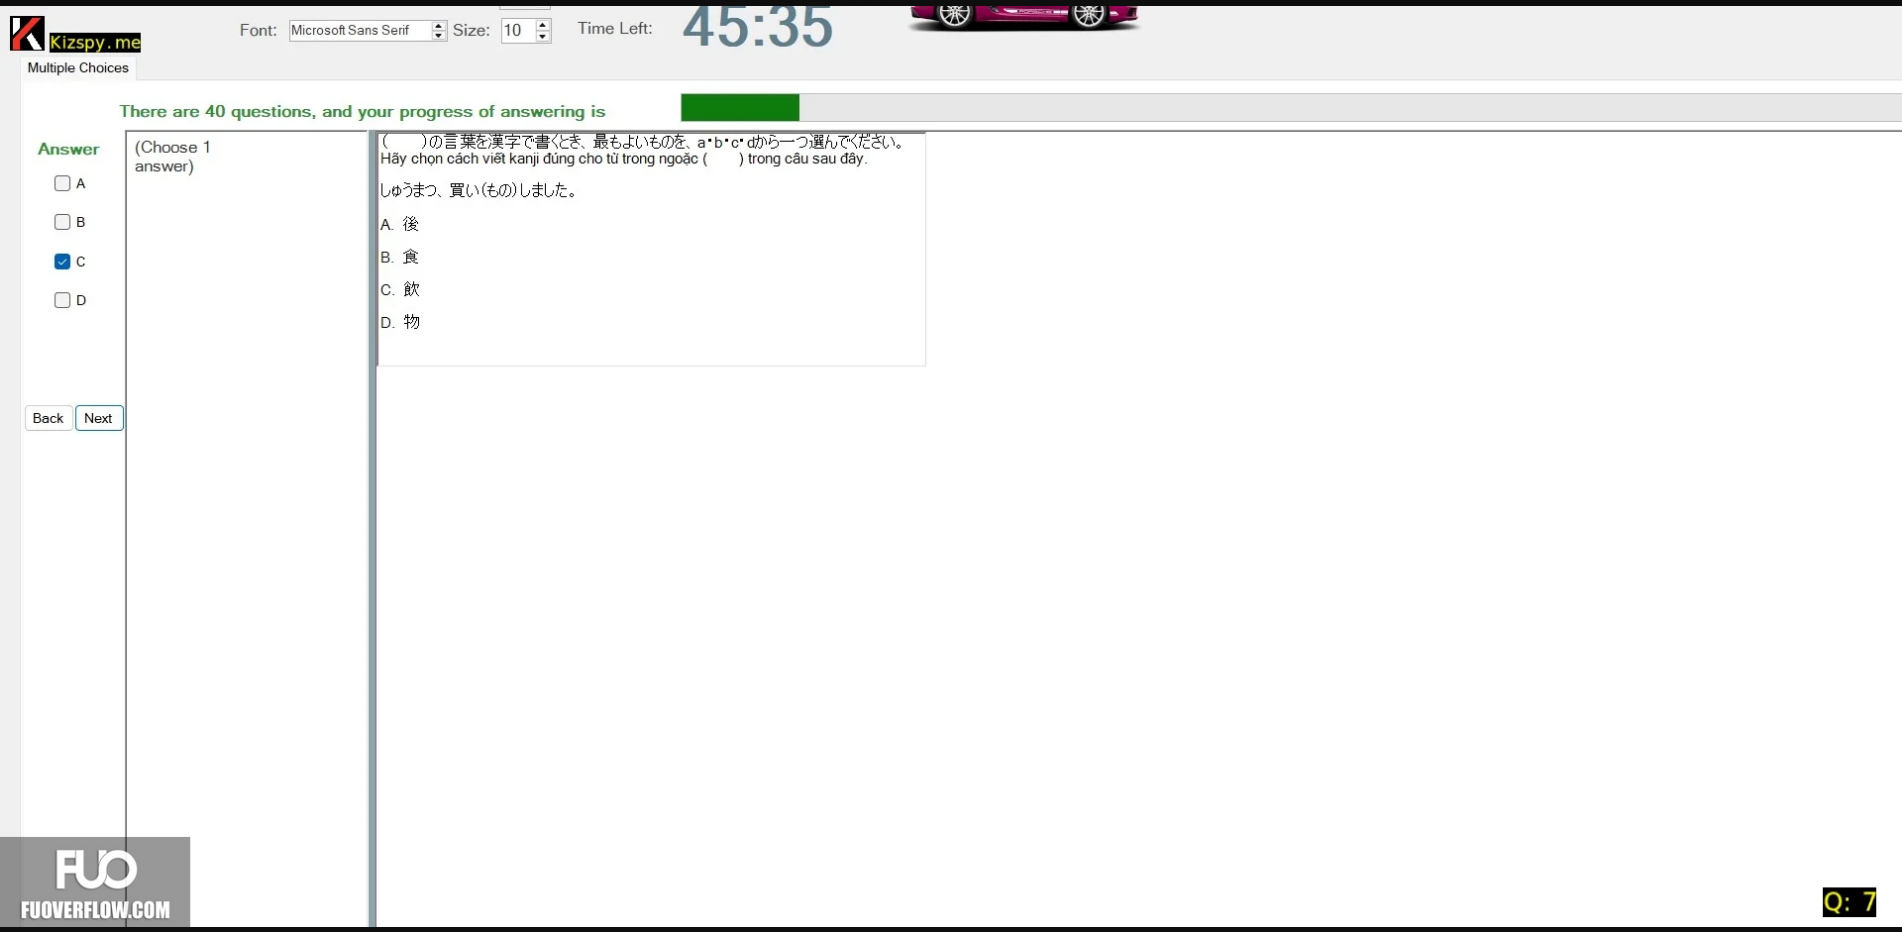 Kizspy.me
Font: Microsoft Sans Serif Size: 10 Time Left: 45:35
Multiple Choices
There are 40 questions, and your progress of answering is
Answer
A
B
C
D
Back Next
(Choose 1
answer)
(　　)の言葉を漢字で書くとき、最もよいものを、a・b・c・dから一つ選んでください。
Hãy chọn cách viết kanji đúng cho từ trong ngoặc (　　) trong câu sau đây.
しゅうまつ、買い(もの)しました。
A. 後
B. 食
C. 飲
D. 物
FUO
FUOVERFLOW.COM
Q: 7